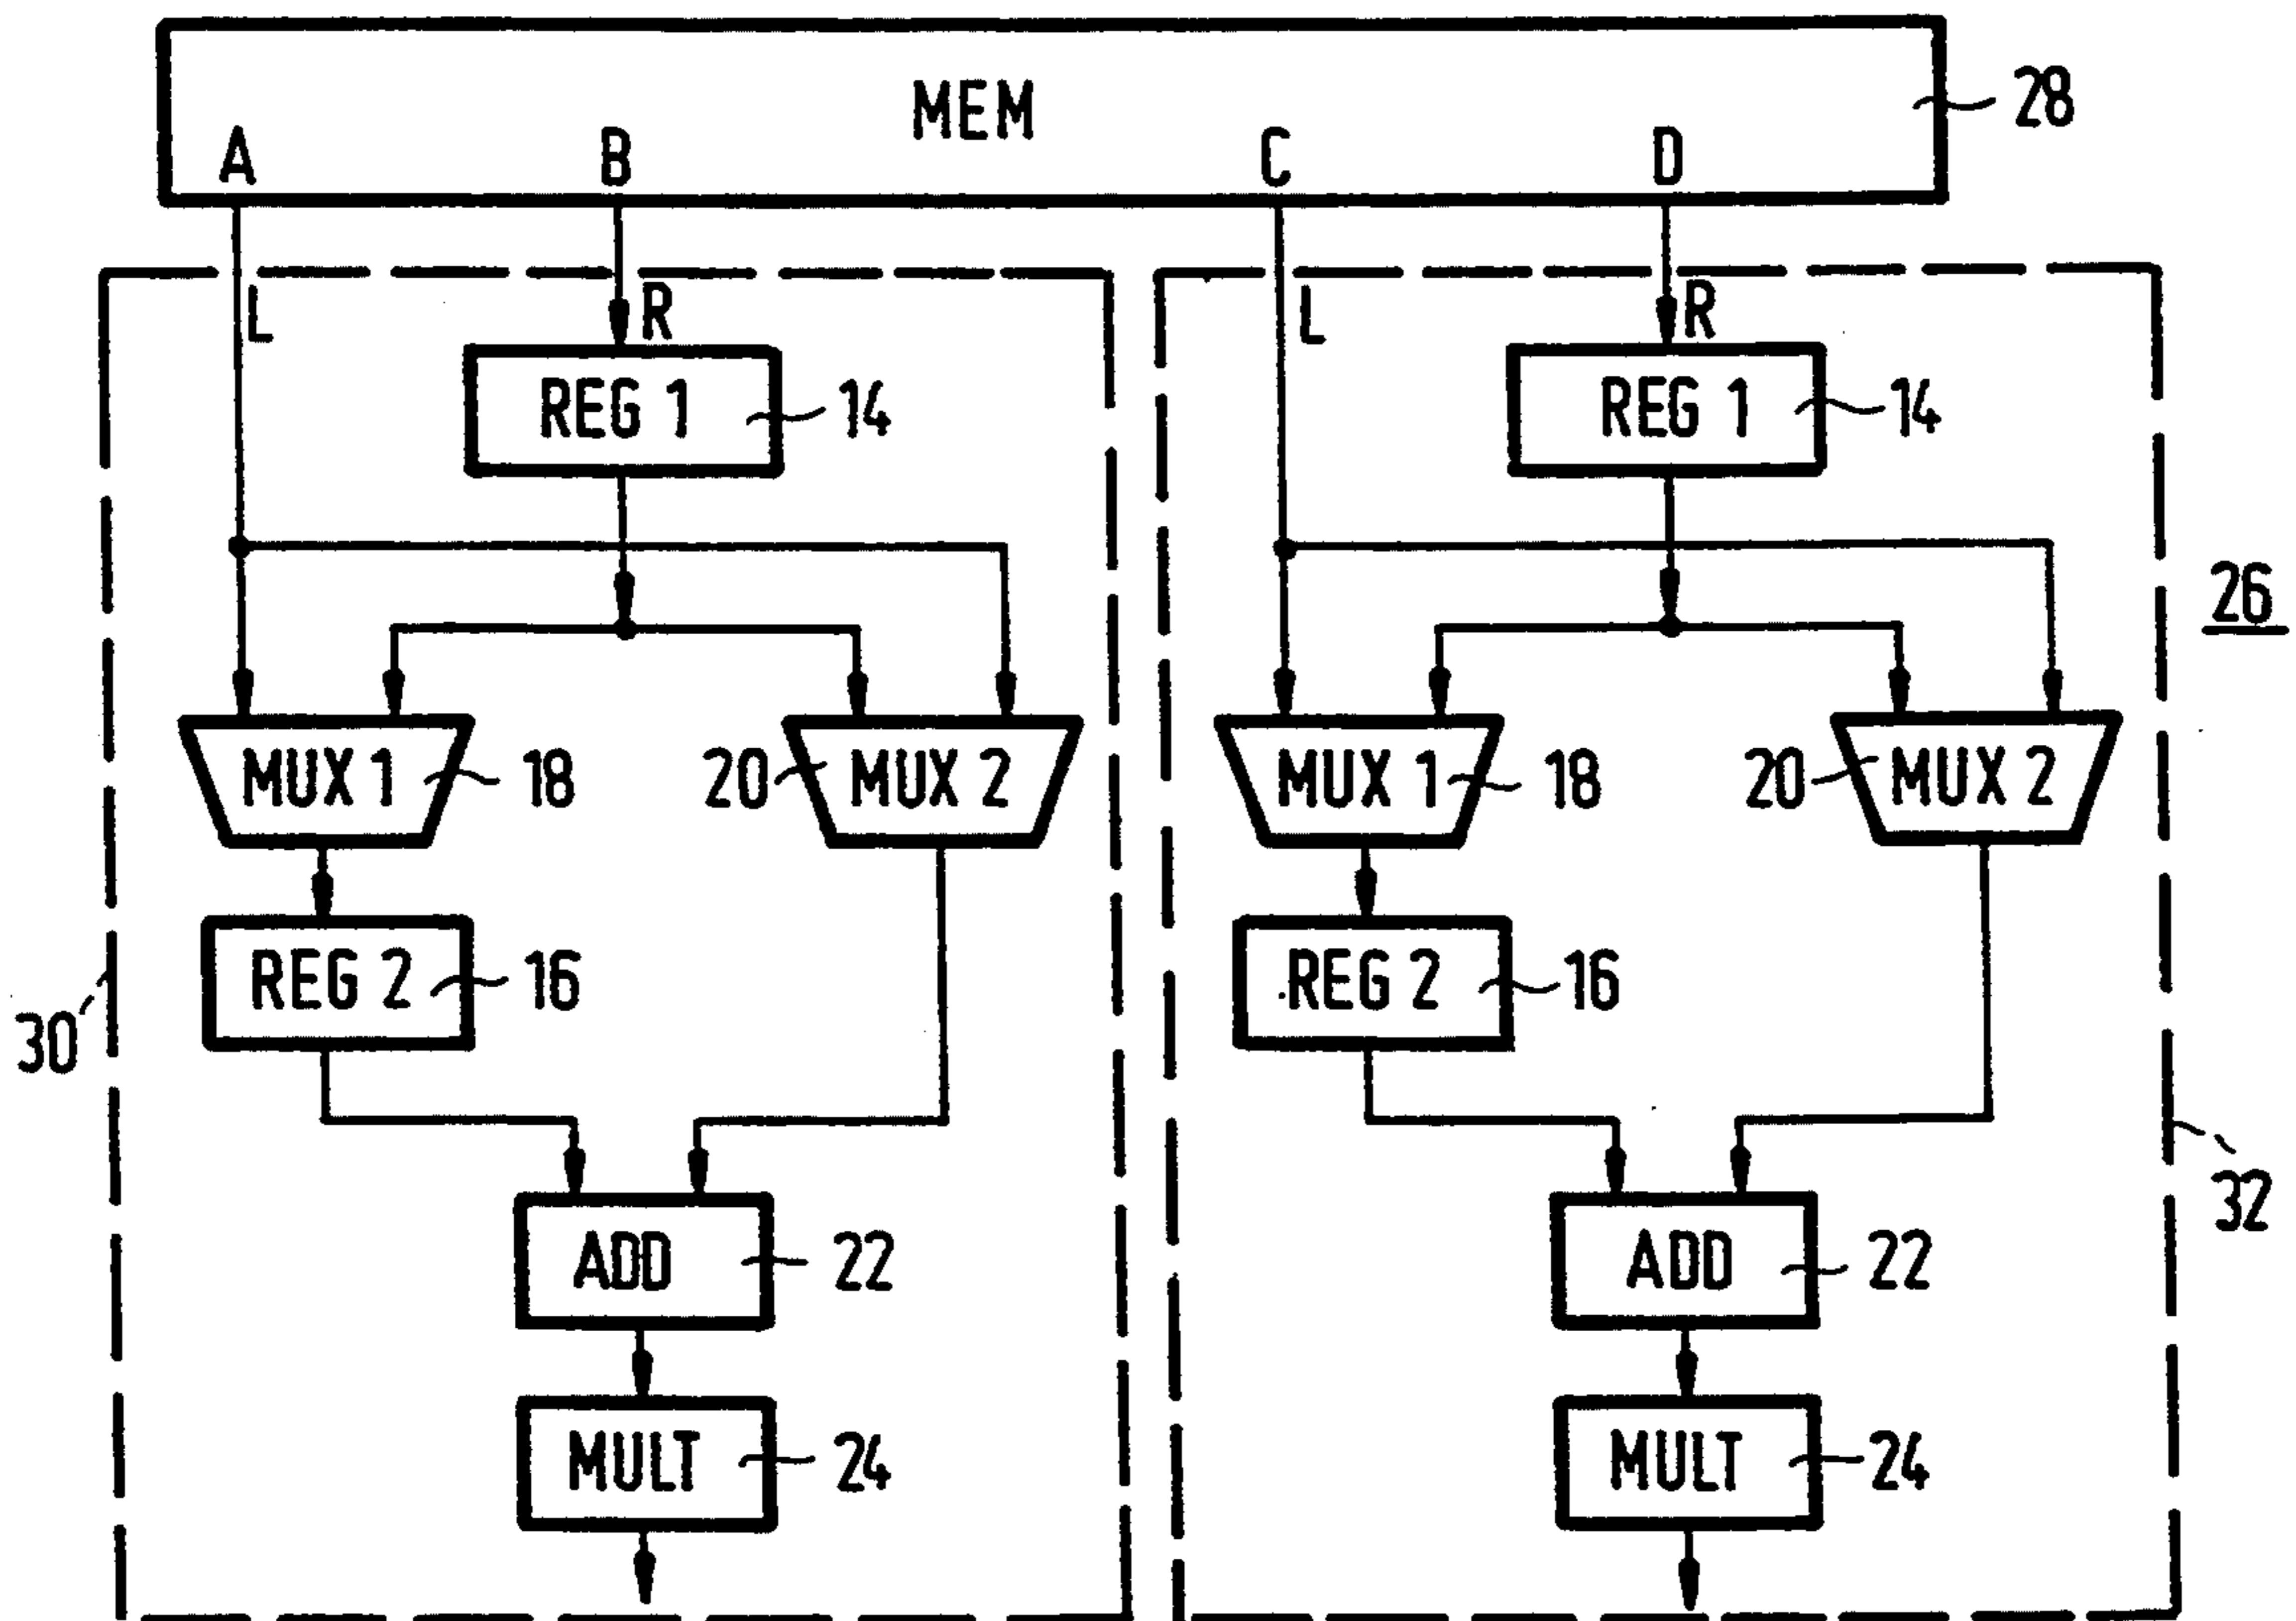 MEM
28
A B C D
L R L R
REG 1 14 REG 1 14
26
MUX 1 18 20 MUX 2 MUX 1 18 20 MUX 2
REG 2 16 REG 2 16
30
32
ADD 22 ADD 22
MULT 24 MULT 24